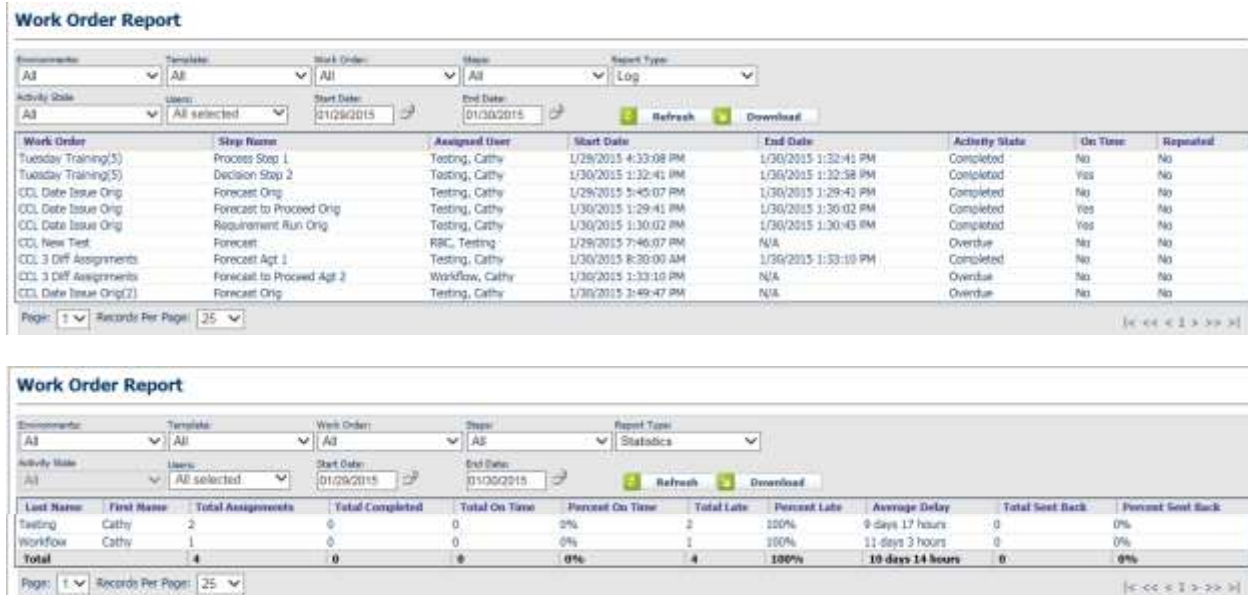 Work Order Report
Environments: Template: Work Order: Steps: Report Type:
All All All All Log
Activity State Users: Start Date: End Date:
All All selected 01/29/2015 01/30/2015 Refresh Download
Work Order Step Name Assigned User Start Date End Date Activity State On Time Repeated
Tuesday Training(5) Process Step 1 Testing, Cathy 1/29/2015 4:33:08 PM 1/30/2015 1:32:41 PM Completed No No
Tuesday Training(5) Decision Step 2 Testing, Cathy 1/30/2015 1:32:41 PM 1/30/2015 1:32:58 PM Completed Yes No
CCL Date Issue Orig Forecast Orig Testing, Cathy 1/29/2015 5:45:07 PM 1/30/2015 1:29:41 PM Completed No No
CCL Date Issue Orig Forecast to Proceed Orig Testing, Cathy 1/30/2015 1:29:41 PM 1/30/2015 1:30:02 PM Completed Yes No
CCL Date Issue Orig Requirement Run Orig Testing, Cathy 1/30/2015 1:30:02 PM 1/30/2015 1:30:45 PM Completed Yes No
CCL New Test Forecast RBC, Testing 1/29/2015 7:46:07 PM N/A Overdue No No
CCL 3 Diff Assignments Forecast Agt 1 Testing, Cathy 1/30/2015 8:30:00 AM 1/30/2015 1:33:10 PM Completed No No
CCL 3 Diff Assignments Forecast to Proceed Agt 2 Workflow, Cathy 1/30/2015 1:33:10 PM N/A Overdue No No
CCL Date Issue Orig(2) Forecast Orig Testing, Cathy 1/30/2015 2:49:47 PM N/A Overdue No No
Page: 1 Records Per Page: 25 |< << < 1 > >> >|
Work Order Report
Environments: Template: Work Order: Steps: Report Type:
All All All All Statistics
Activity State Users: Start Date: End Date:
All All selected 01/29/2015 01/30/2015 Refresh Download
Last Name First Name Total Assignments Total Completed Total On Time Percent On Time Total Late Percent Late Average Delay Total Sent Back Percent Sent Back
Testing Cathy 2 0 0 0% 2 100% 9 days 17 hours 0 0%
Workflow Cathy 1 0 0 0% 1 100% 11 days 3 hours 0 0%
Total 4 0 0 0% 4 100% 10 days 14 hours 0 0%
Page: 1 Records Per Page: 25 |< << < 1 > >> >|